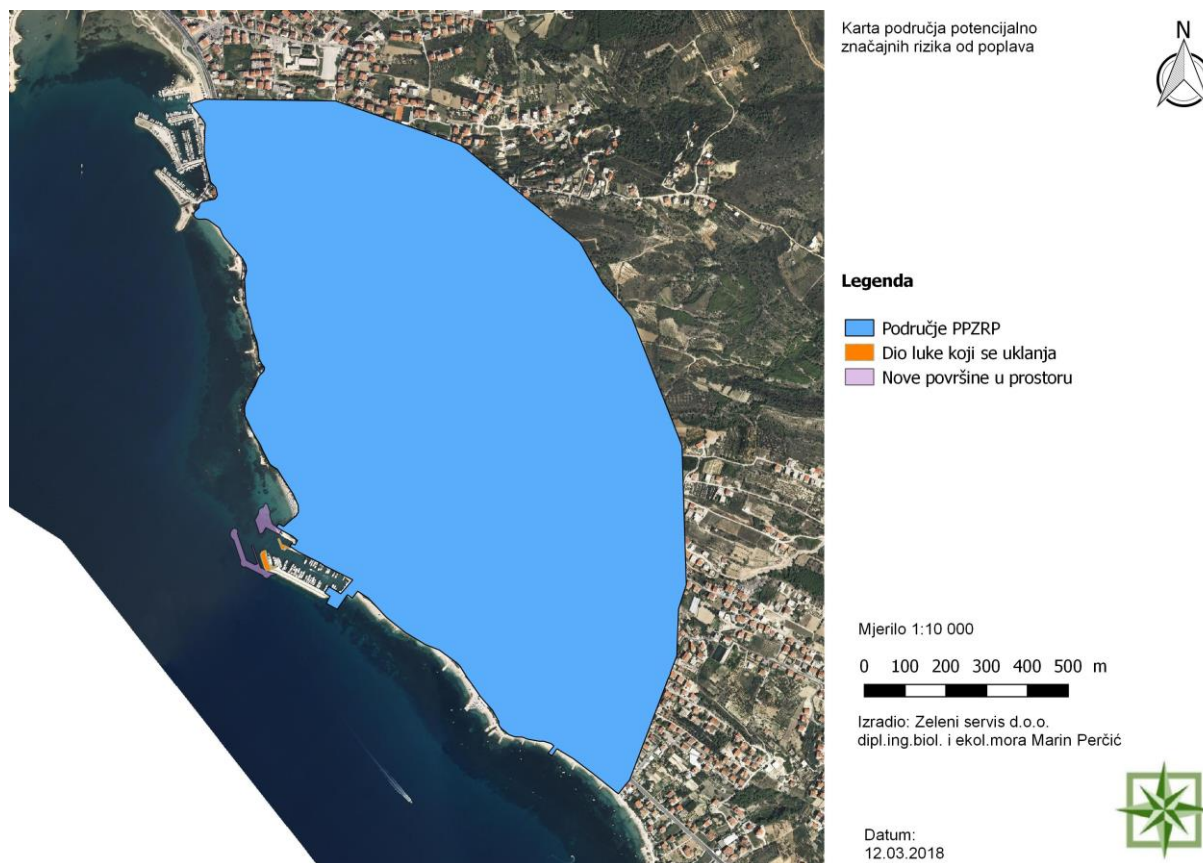 Karta područja potencijalno
značajnih rizika od poplava
N
Legenda
Područje PPZRP
Dio luke koji se uklanja
Nove površine u prostoru
Mjerilo 1:10 000
0 100 200 300 400 500 m
Izradio: Zeleni servis d.o.o.
dipl.ing.biol. i ekol.mora Marin Perčić
Datum:
12.03.2018